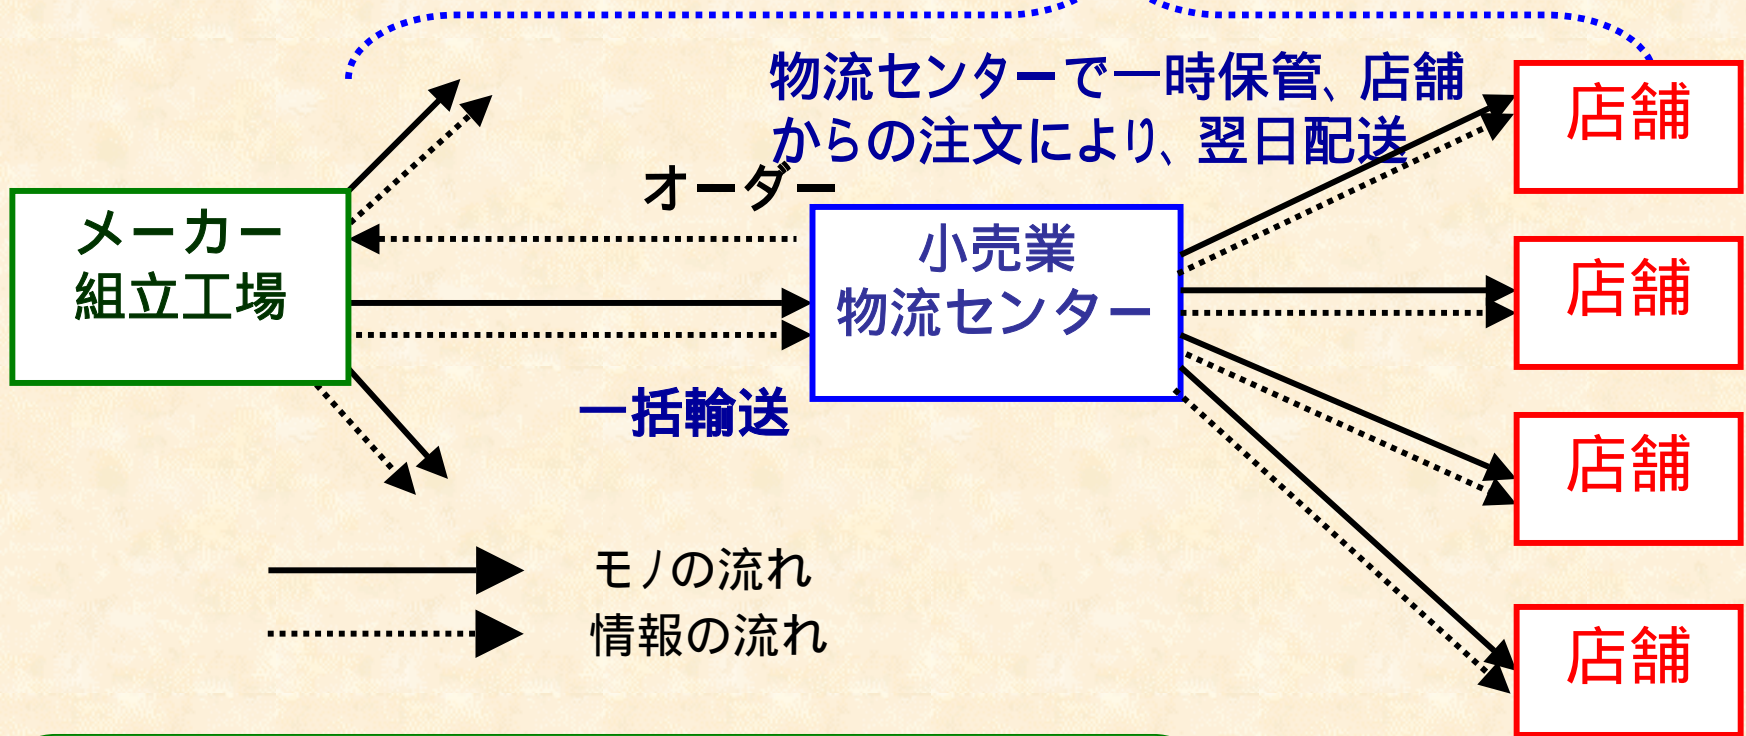 物流センターで一時保管、店舗
からの注文により、翌日配送
オーダー
メーカー
組立工場
小売業
物流センター
一括輸送
店舗
店舗
店舗
店舗
モノの流れ
情報の流れ